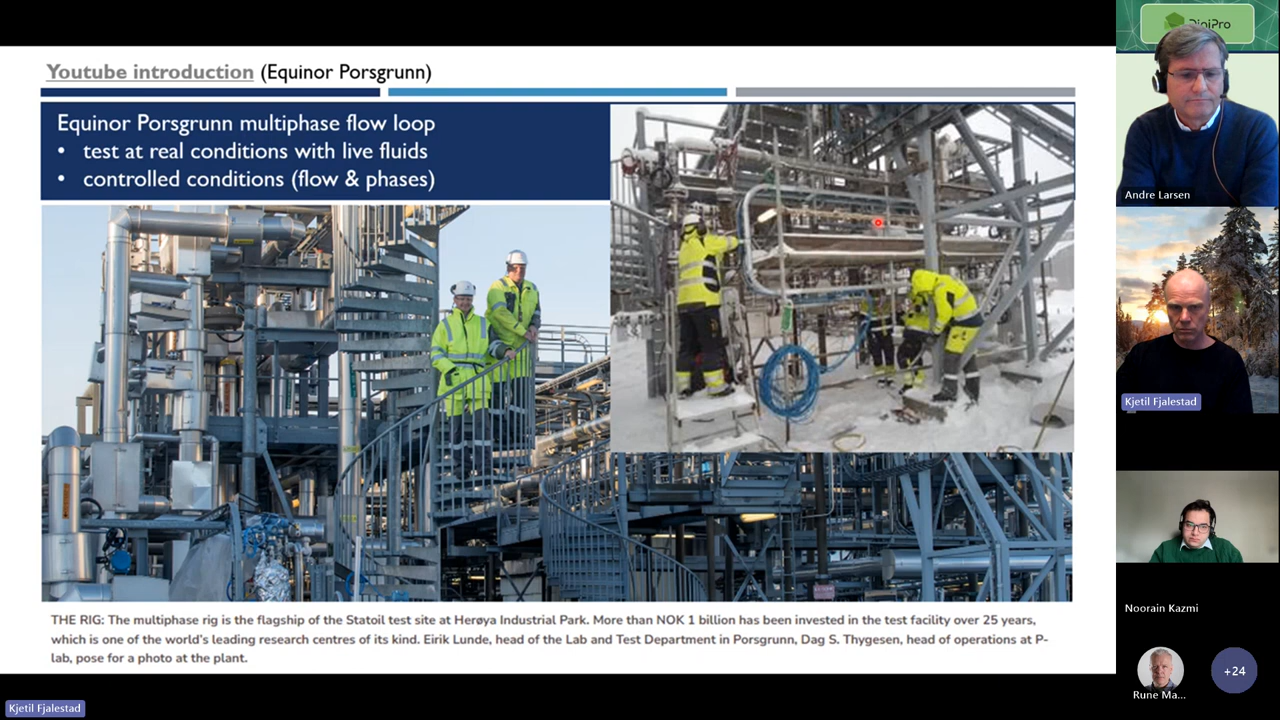 Youtube introduction (Equinor Porsgrunn)
Equinor Porsgrunn multiphase flow loop
• test at real conditions with live fluids
• controlled conditions (flow & phases)
THE RIG: The multiphase rig is the flagship of the Statoil test site at Herøya Industrial Park. More than NOK 1 billion has been invested in the test facility over 25 years,
which is one of the world's leading research centres of its kind. Eirik Lunde, head of the Lab and Test Department in Porsgrunn, Dag S. Thygesen, head of operations at P-
lab, pose for a photo at the plant.
Kjetil Fjalestad
DigiPro
Andre Larsen
Kjetil Fjalestad
Noorain Kazmi
Rune Ma...
+24